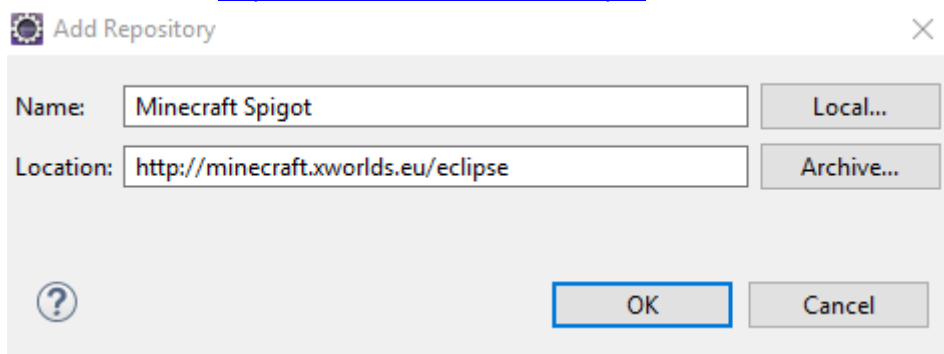 Add Repository
Name: Minecraft Spigot Local...
Location: http://minecraft.xworlds.eu/eclipse Archive...
OK Cancel